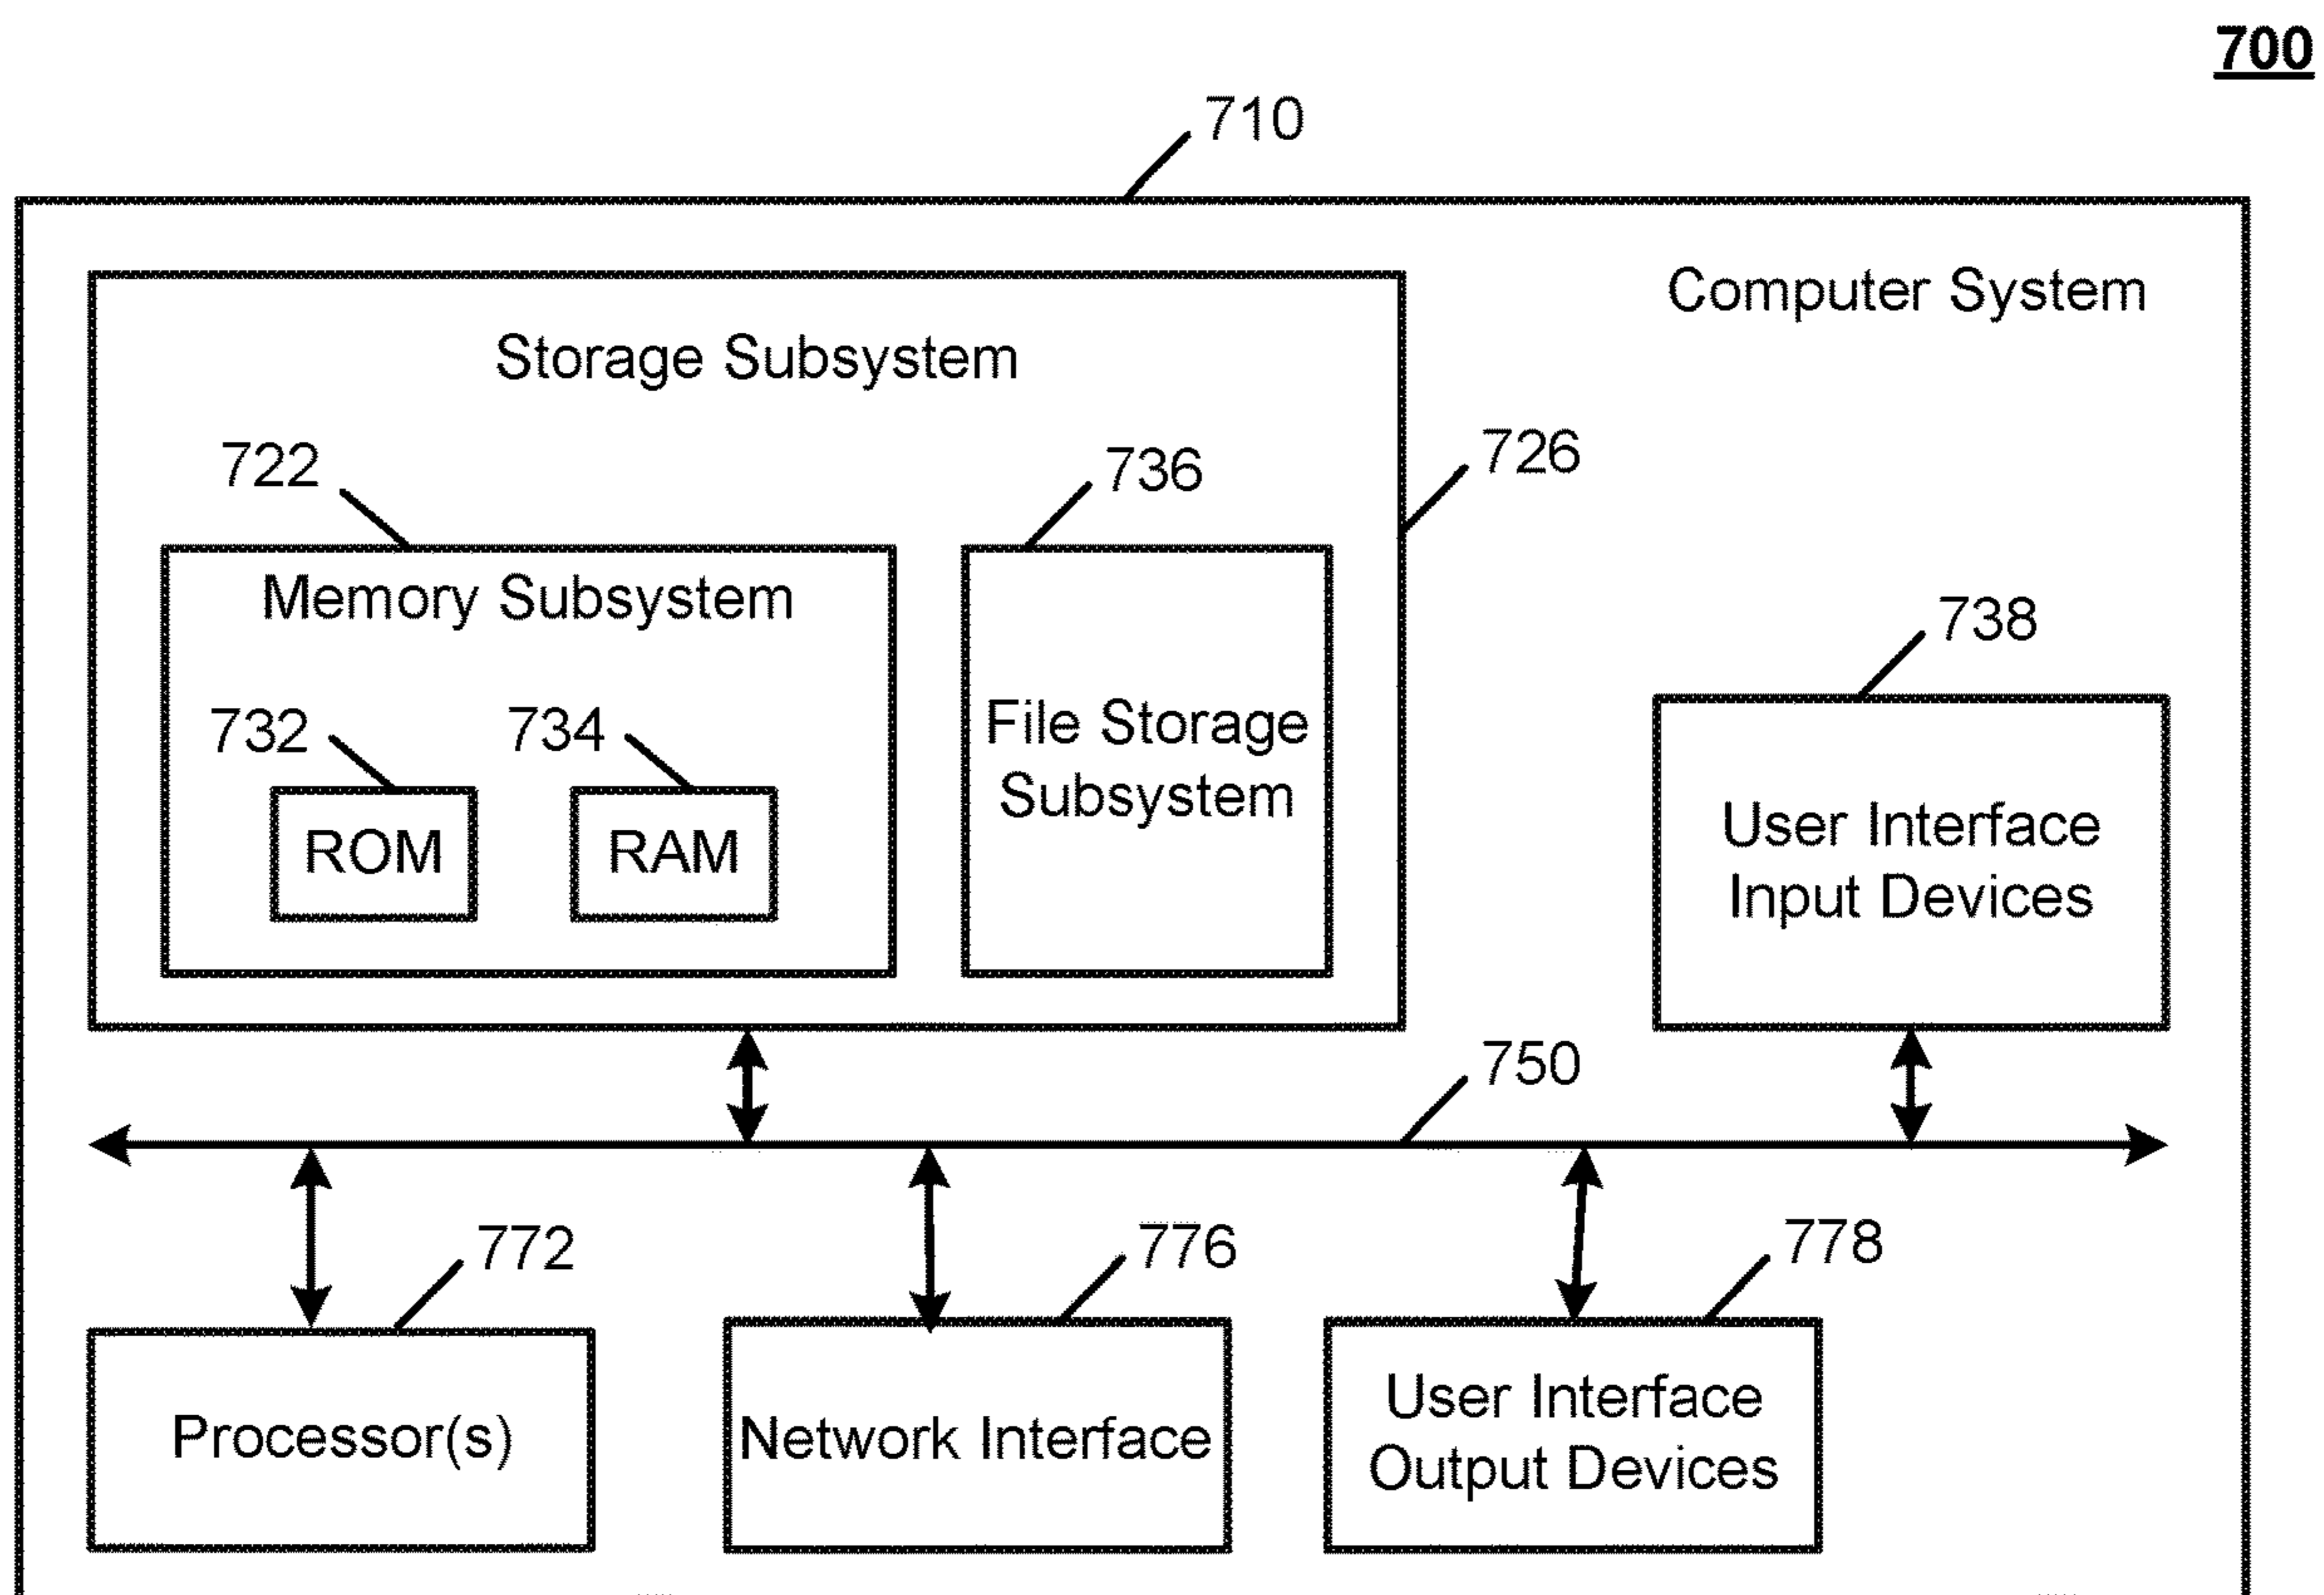 700
710
Computer System
Storage Subsystem
722
736
726
Memory Subsystem
738
732
734
File Storage
Subsystem
ROM
RAM
User Interface
Input Devices
750
772
776
778
Processor(s)
Network Interface
User Interface
Output Devices